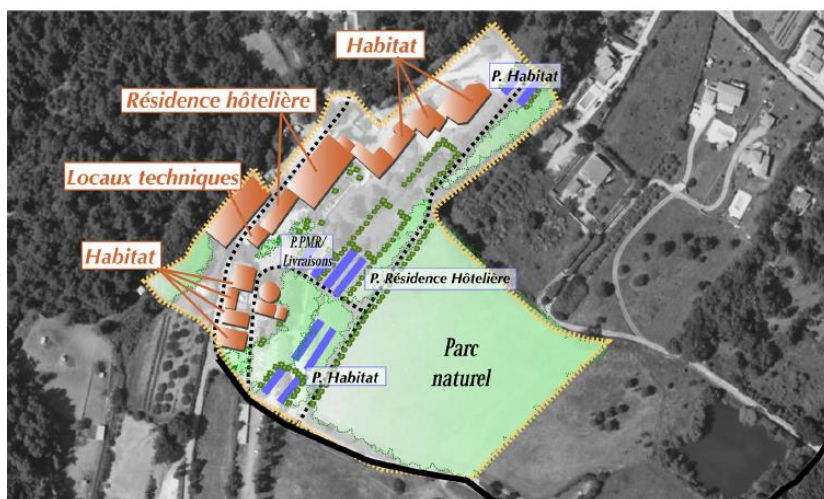 Habitat
P. Habitat
Résidence hôtelière
Locaux techniques
P.PMR/
Livraisons
Habitat
P. Résidence Hôtelière
Parc
naturel
P. Habitat